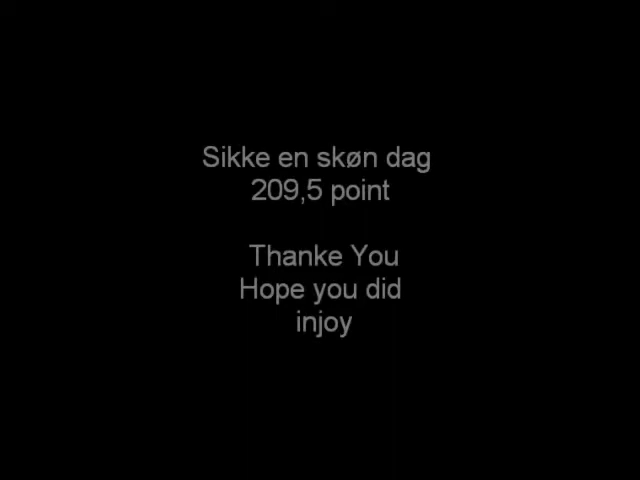 Sikke en skøn dag
209,5 point
Thanke You
Hope you did
injoy